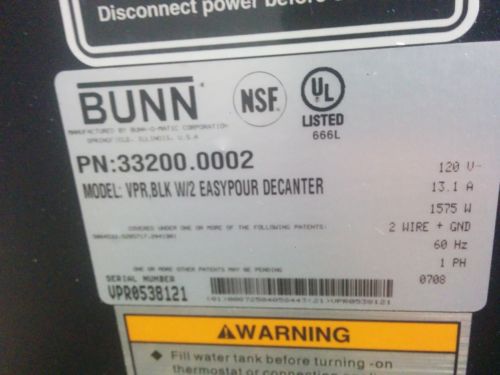 Disconnect power before
BUNN
NSF
UL
LISTED
666L
MANUFACTURED BY BUNN-O-MATIC CORPORATION
SPRINGFIELD, ILLINOIS, U.S.A
PN:33200.0002
MODEL: VPR,BLK W/2 EASYPOUR DECANTER
120 V~
13.1 A
1575 W
2 WIRE + GND
60 Hz
1 PH
0708
COVERED UNDER ONE OR MORE OF THE FOLLOWING PATENTS:
ONE OR MORE OTHER PATENTS MAY BE PENDING
SERIAL NUMBER
VPR0538121
WARNING
Fill water tank before turning -on
thermostat or connecting